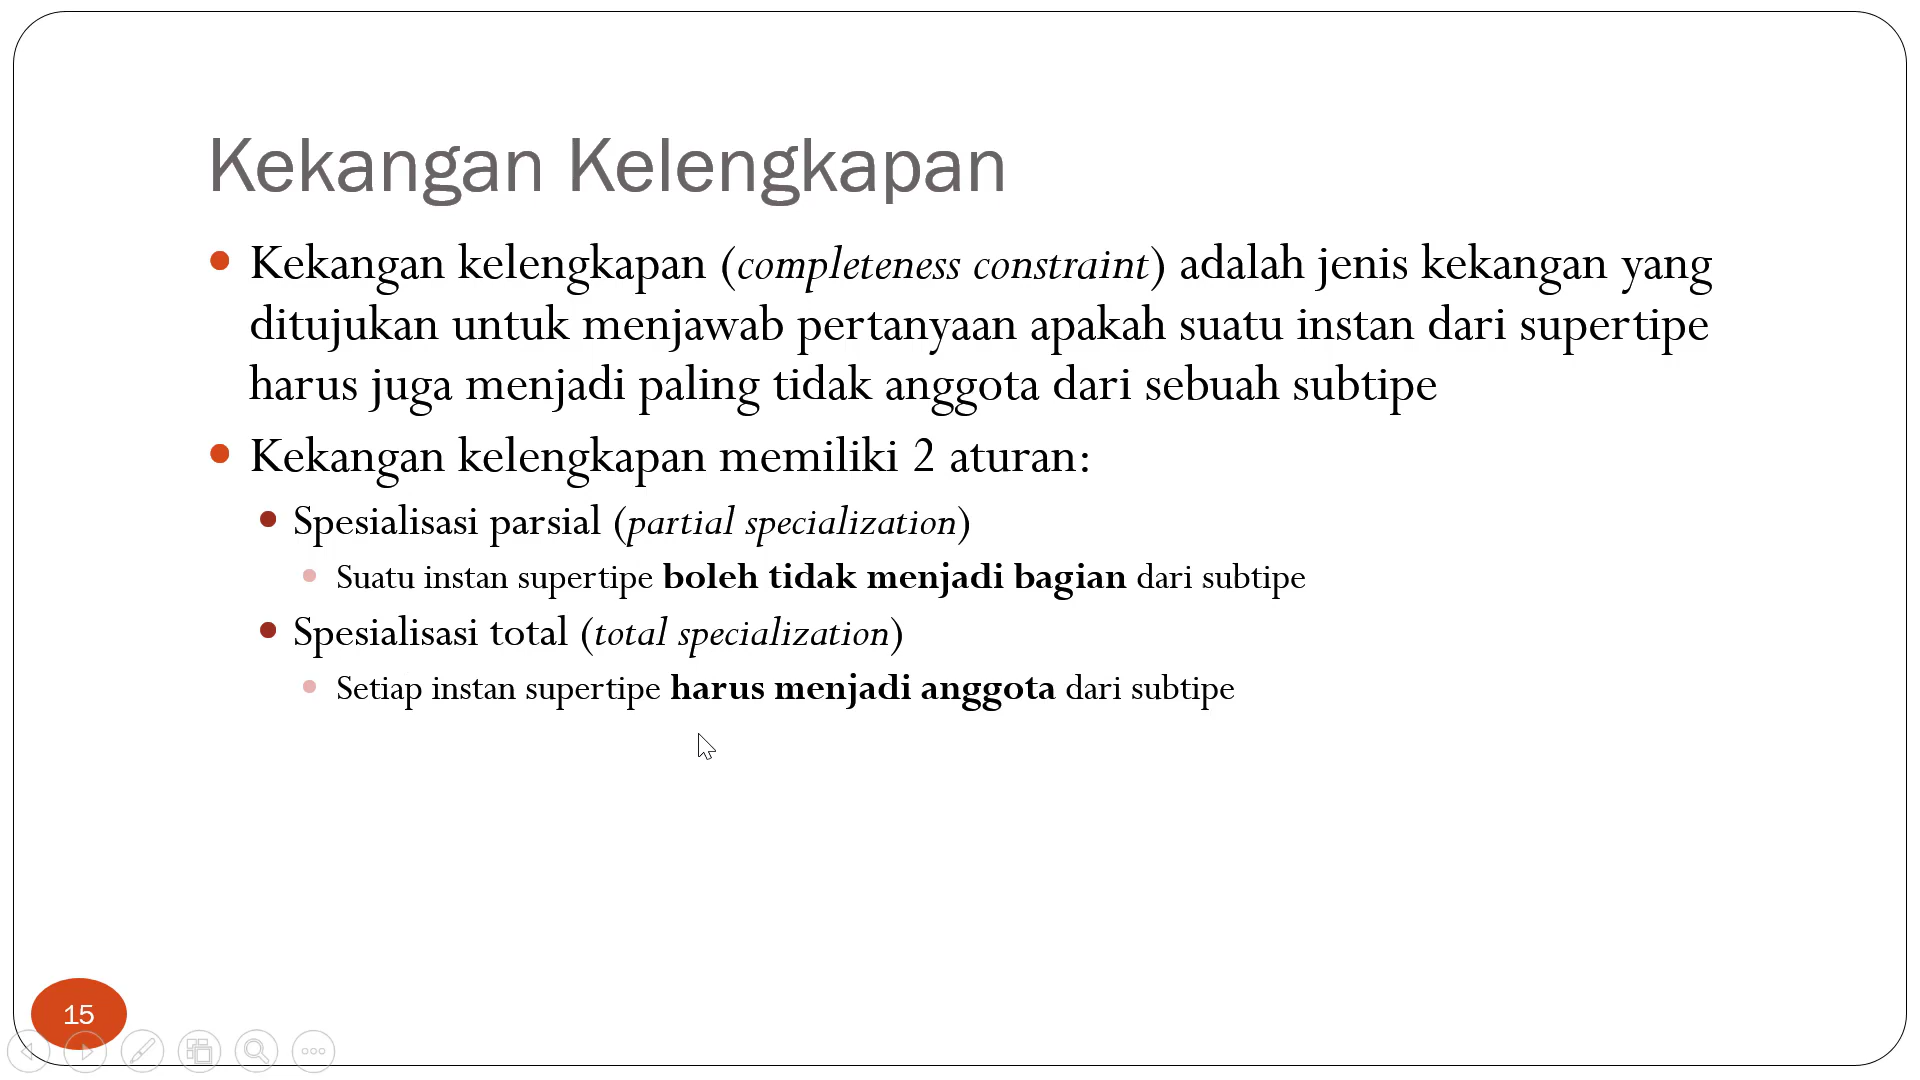 Kekangan Kelengkapan
Kekangan kelengkapan (completeness constraint) adalah jenis kekangan yang
ditujukan untuk menjawab pertanyaan apakah suatu instan dari supertipe
harus juga menjadi paling tidak anggota dari sebuah subtipe
Kekangan kelengkapan memiliki 2 aturan:
Spesialisasi parsial (partial specialization)
Suatu instan supertipe boleh tidak menjadi bagian dari subtipe
Spesialisasi total (total specialization)
Setiap instan supertipe harus menjadi anggota dari subtipe
15